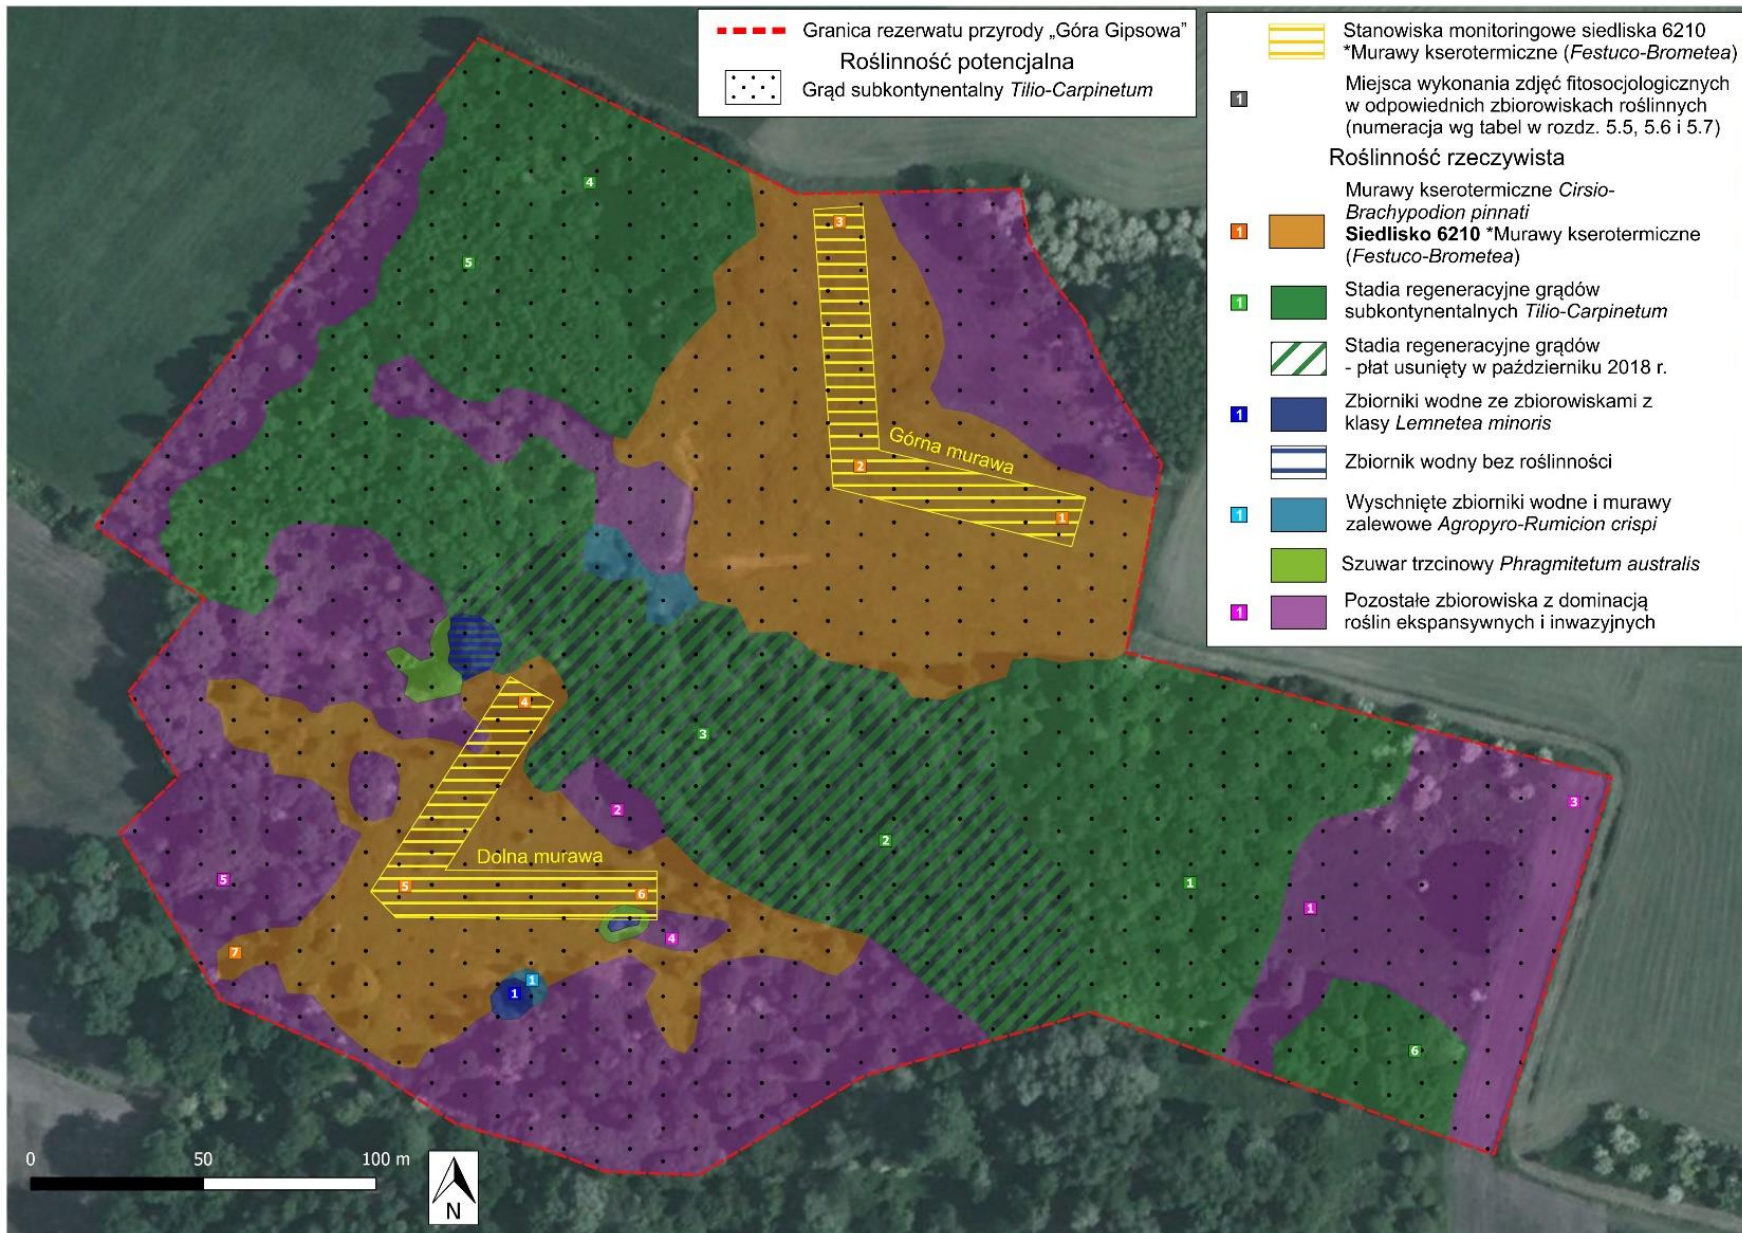 Granica rezerwatu przyrody „Góra Gipsowa”
Roślinność potencjalna
Grąd subkontynentalny Tilio-Carpinetum
Stanowiska monitoringowe siedliska 6210
*Murawy kserotermiczne (Festuco-Brometea)
1
Miejsca wykonania zdjęć fitosocjologicznych
w odpowiednich zbiorowiskach roślinnych
(numeracja wg tabel w rozdz. 5.5, 5.6 i 5.7)
Roślinność rzeczywista
Murawy kserotermiczne Cirsio-
Brachypodion pinnati
1
Siedlisko 6210 *Murawy kserotermiczne
(Festuco-Brometea)
1
Stadia regeneracyjne grądów
subkontynentalnych Tilio-Carpinetum
Stadia regeneracyjne grądów
- płat usunięty w październiku 2018 r.
1
Zbiorniki wodne ze zbiorowiskami z
klasy Lemnetea minoris
Zbiornik wodny bez roślinności
1
Wyschnięte zbiorniki wodne i murawy
zalewowe Agropyro-Rumicion crispi
Szuwar trzcinowy Phragmitetum australis
1
Pozostałe zbiorowiska z dominacją
roślin ekspansywnych i inwazyjnych
4
3
5
Górna murawa
2
1
4
3
3
2
2
Dolna murawa
5
5
6
1
1
4
7
1
1
6
0 50 100 m
N